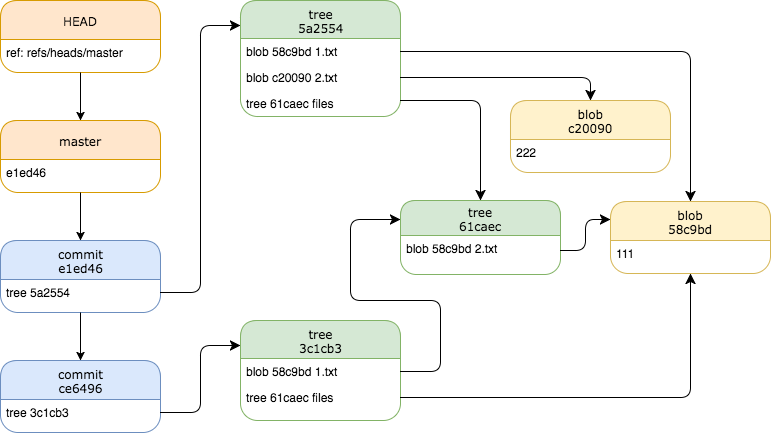 HEAD
ref: refs/heads/master
master
e1ed46
commit
e1ed46
tree 5a2554
commit
ce6496
tree 3c1cb3
tree
5a2554
blob 58c9bd 1.txt
blob c20090 2.txt
tree 61caec files
blob
c20090
222
tree
61caec
blob 58c9bd 2.txt
blob
58c9bd
111
tree
3c1cb3
blob 58c9bd 1.txt
tree 61caec files